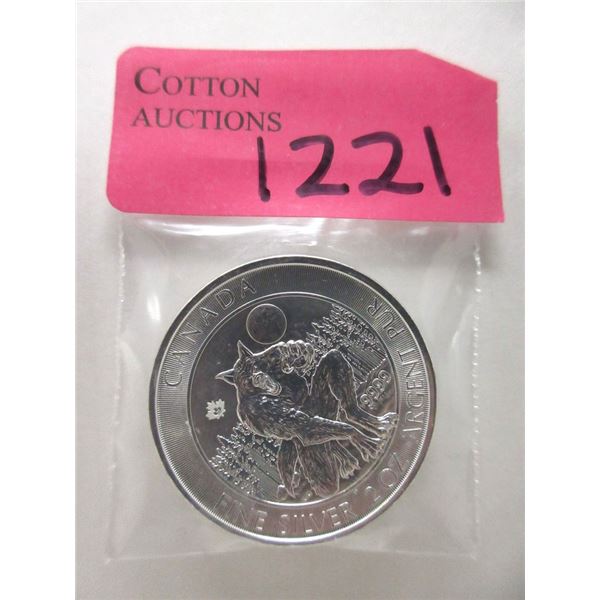 COTTON
AUCTIONS
1221
CANADA
9999
FINE SILVER 2 OZ ARGENT PUR